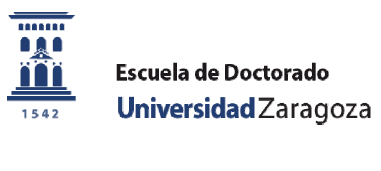 1542
Escuela de Doctorado
UniversidadZaragoza